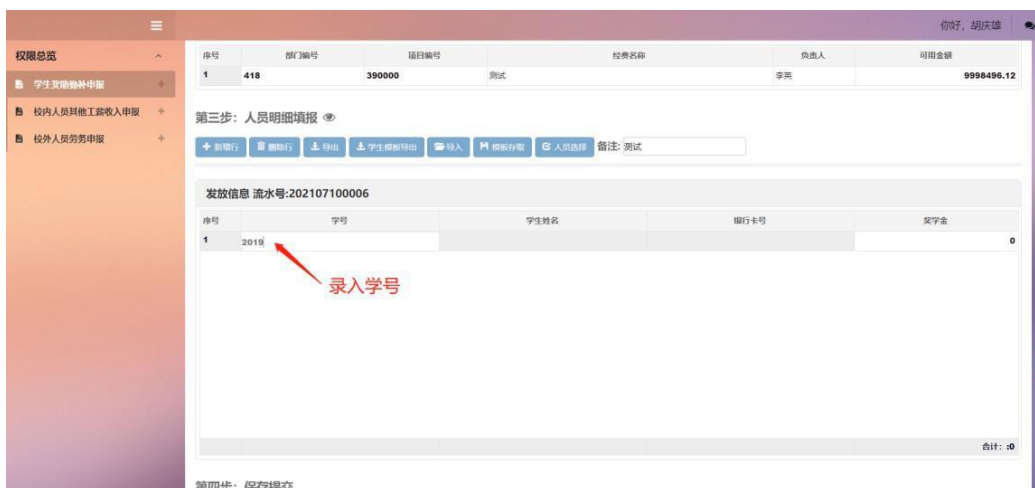 你好，胡庆雄
权限总览
学生奖助勤补申报 +
校内人员其他工薪收入申报 +
校外人员劳务申报 +
序号 部门编号 项目编号 经费名称 负责人 可用金额
1 418 390000 测试 李英 9998496.12
第三步：人员明细填报
+ 新增行 删除行 导出 学生模板导出 导入 模板存取 人员选择 备注: 测试
发放信息 流水号:202107100006
序号 学号 学生姓名 银行卡号 奖学金
1 2019 0
录入学号
合计：:0
第四步：保存提交